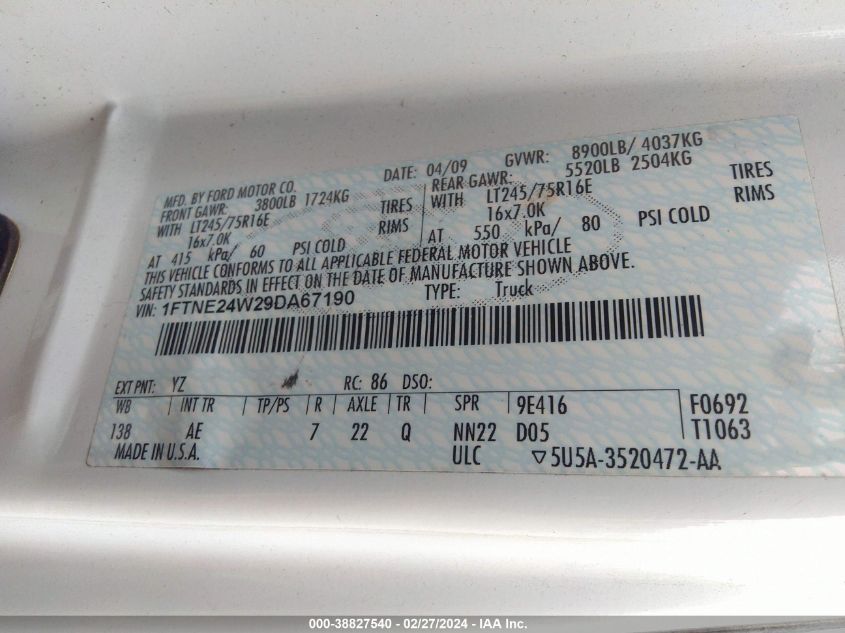 MFD. BY FORD MOTOR CO. DATE: 04/09 GVWR: 8900LB/ 4037KG
FRONT GAWR: 3800LB 1724KG REAR GAWR: 5520LB 2504KG
WITH LT245/75R16E TIRES WITH LT245/75R16E TIRES
16x7.0K RIMS 16x7.0K RIMS
AT 415 kPa/ 60 PSI COLD AT 550 kPa/ 80 PSI COLD
THIS VEHICLE CONFORMS TO ALL APPLICABLE FEDERAL MOTOR VEHICLE
SAFETY STANDARDS IN EFFECT ON THE DATE OF MANUFACTURE SHOWN ABOVE.
VIN: 1FTNE24W29DA67190 TYPE: Truck
EXT PNT: YZ RC: 86 DSO:
WB INT TR TP/PS R AXLE TR SPR 9E416 F0692
138 AE 7 22 Q NN22 D05 T1063
MADE IN U.S.A. ULC ▽5U5A-3520472-AA
000-38827540 - 02/27/2024 - IAA Inc.